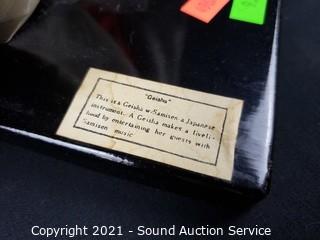 "Geisha"
This is a Geisha w/Samisen a Japanese
instrument. A Geisha makes a liveli-
hood by entertaining her guests with
Samisen music.
Copyright 2021 - Sound Auction Service